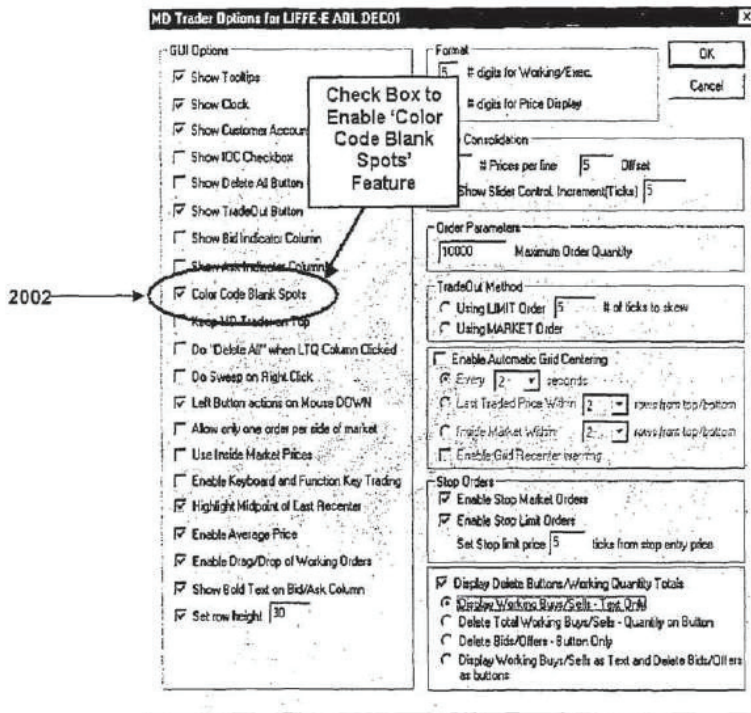 MD Trader Options for LIFFE-E ADL DEC01
GUI Options
Show Tooltips
Show Clock
Show Customer Accoun
Show IOC Checkbox
Show Delete All Button
Show TradeOut Button
Show Bid Indicator Column
Show Ask Indicator Column
Color Code Blank Spots
Keep MD Trader on Top
Do "Delete All" when LTQ Column Clicked
Do Sweep on Right Click
Left Button actions on Mouse DOWN
Allow only one order per side of market
Use Inside Market Prices
Enable Keyboard and Function Key Trading
Highlight Midpoint of Last Recenter
Enable Average Price
Enable Drag/Drop of Working Orders
Show Bold Text on Bid/Ask Column
Set row height 30
2002
Check Box to
Enable 'Color
Code Blank
Spots'
Feature
Format
5 # digits for Working/Exec.
# digits for Price Display
Consolidation
# Prices per line 5 Offset
Show Slider Control. Increment(Ticks) 5
Order Parameters
10000 Maximum Order Quantity
TradeOut Method
Using LIMIT Order 5 # of ticks to skew
Using MARKET Order
Enable Automatic Grid Centering
Every 2 seconds
Last Traded Price Within 2 rows from top/bottom
Inside Market Within 2 rows from top/bottom
Enable Grid Recenter warning
Stop Orders
Enable Stop Market Orders
Enable Stop Limit Orders
Set Stop limit price 5 ticks from stop entry price
Display Delete Buttons/Working Quantity Totals
Display Working Buys/Sells - Text Only
Delete Total Working Buys/Sells - Quantity on Button
Delete Bids/Offers - Button Only
Display Working Buys/Sells as Text and Delete Bids/Offers
as buttons
OK
Cancel